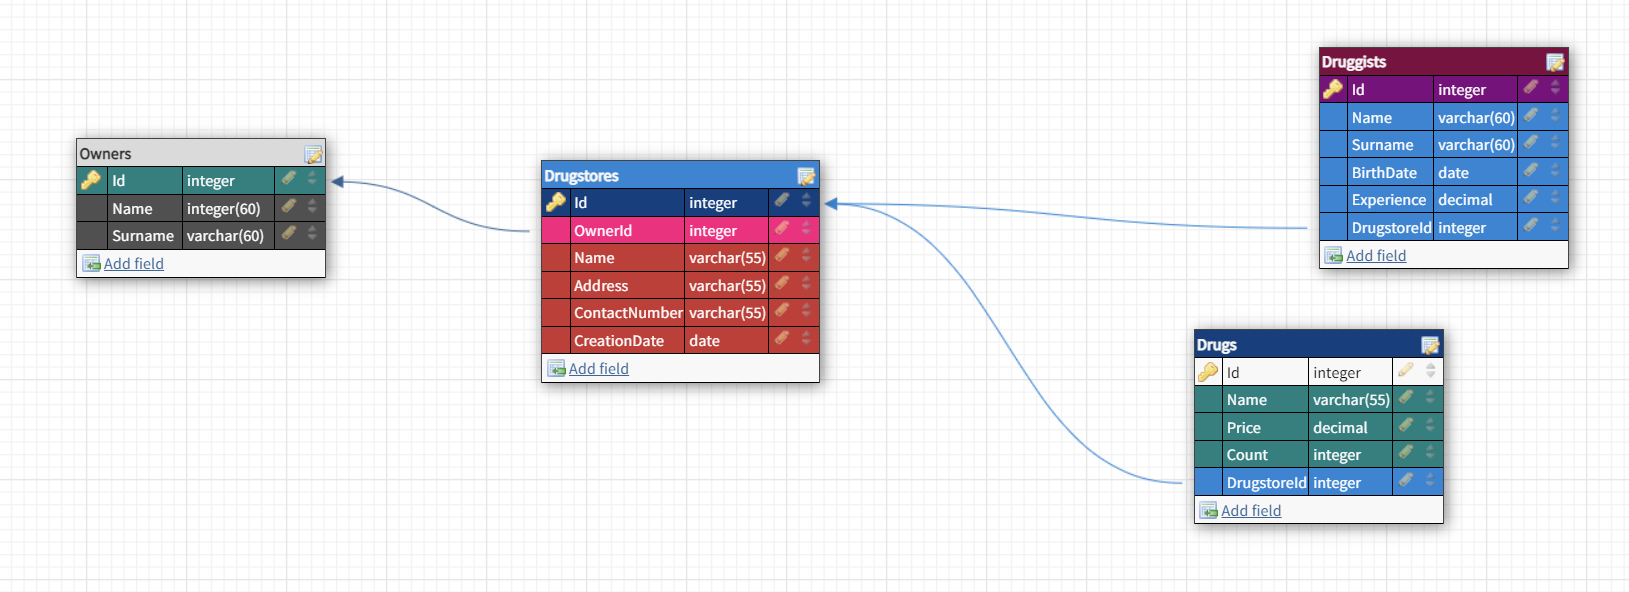 Owners
Id integer
Name integer(60)
Surname varchar(60)
Add field
Drugstores
Id integer
OwnerId integer
Name varchar(55)
Address varchar(55)
ContactNumber varchar(55)
CreationDate date
Add field
Druggists
Id integer
Name varchar(60)
Surname varchar(60)
BirthDate date
Experience decimal
DrugstoreId integer
Add field
Drugs
Id integer
Name varchar(55)
Price decimal
Count integer
DrugstoreId integer
Add field